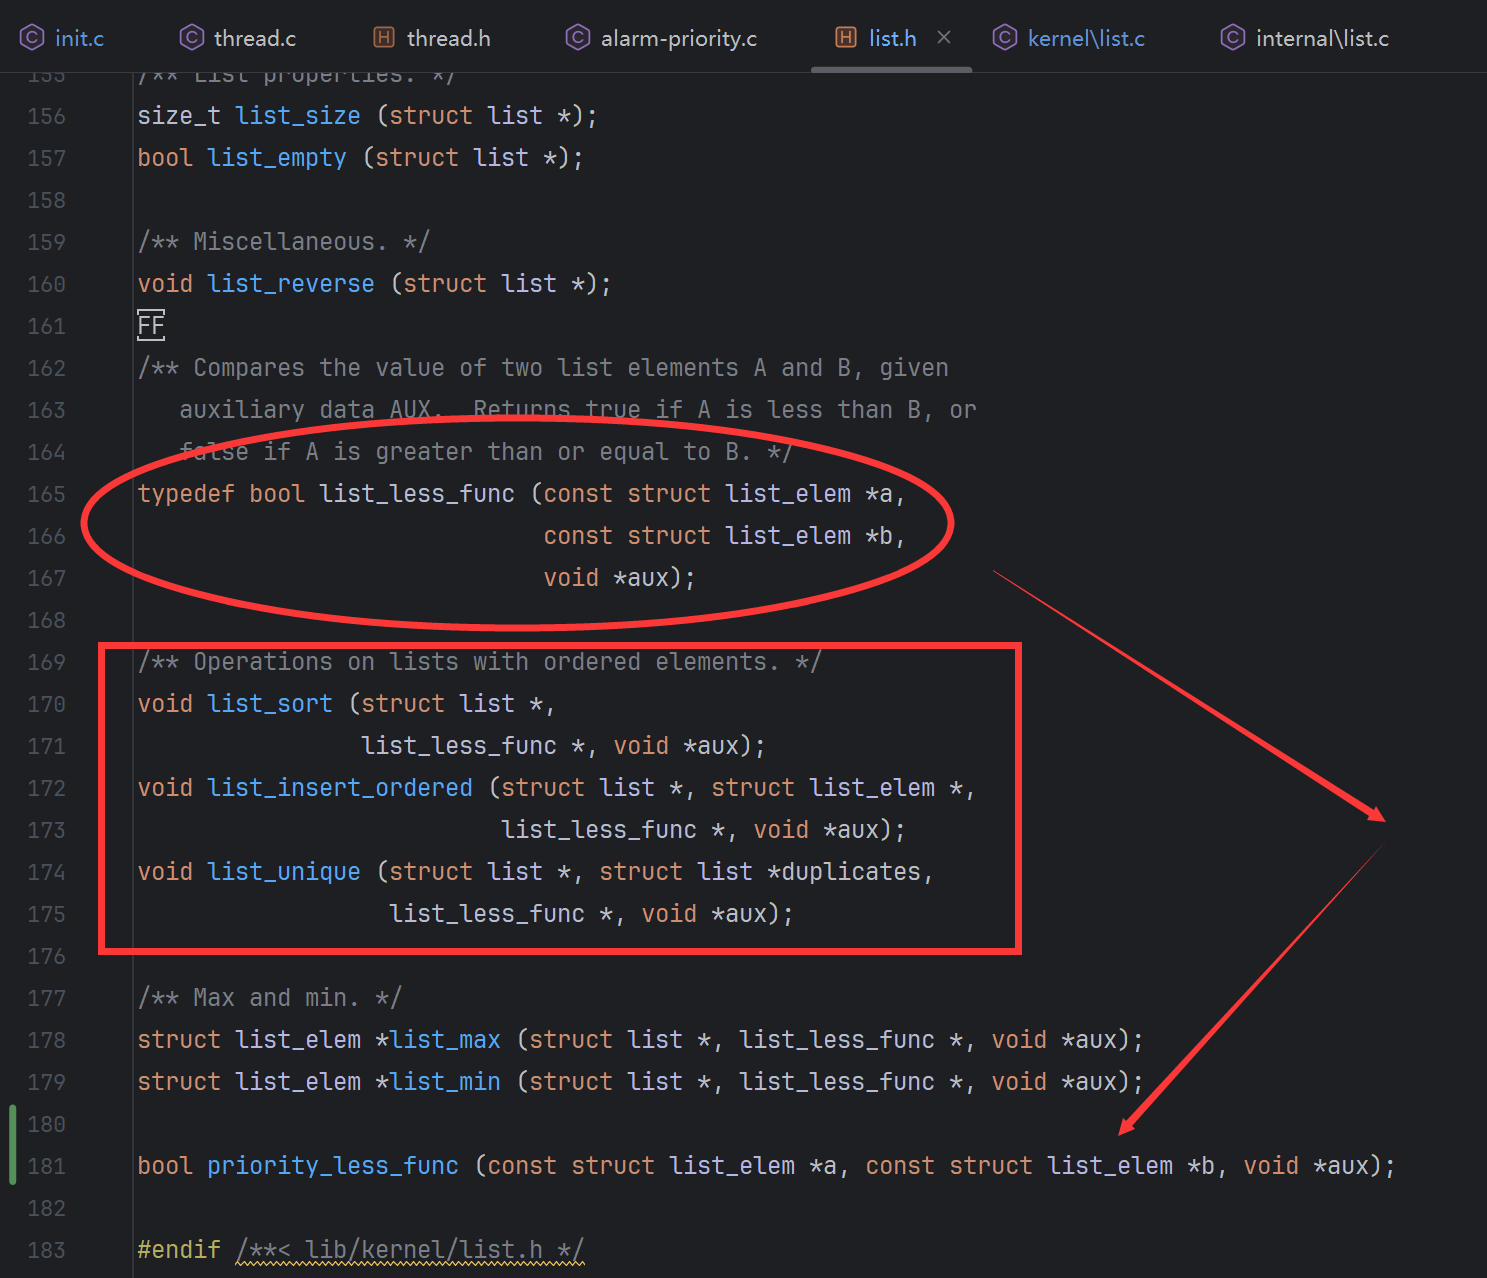 init.c thread.c thread.h alarm-priority.c list.h kernel\list.c internal\list.c
155 /** List properties. */
156 size_t list_size (struct list *);
157 bool list_empty (struct list *);
158
159 /** Miscellaneous. */
160 void list_reverse (struct list *);
161 FF
162 /** Compares the value of two list elements A and B, given
163 auxiliary data AUX. Returns true if A is less than B, or
164 false if A is greater than or equal to B. */
165 typedef bool list_less_func (const struct list_elem *a,
166 const struct list_elem *b,
167 void *aux);
168
169 /** Operations on lists with ordered elements. */
170 void list_sort (struct list *,
171 list_less_func *, void *aux);
172 void list_insert_ordered (struct list *, struct list_elem *,
173 list_less_func *, void *aux);
174 void list_unique (struct list *, struct list *duplicates,
175 list_less_func *, void *aux);
176
177 /** Max and min. */
178 struct list_elem *list_max (struct list *, list_less_func *, void *aux);
179 struct list_elem *list_min (struct list *, list_less_func *, void *aux);
180
181 bool priority_less_func (const struct list_elem *a, const struct list_elem *b, void *aux);
182
183 #endif /**< lib/kernel/list.h */